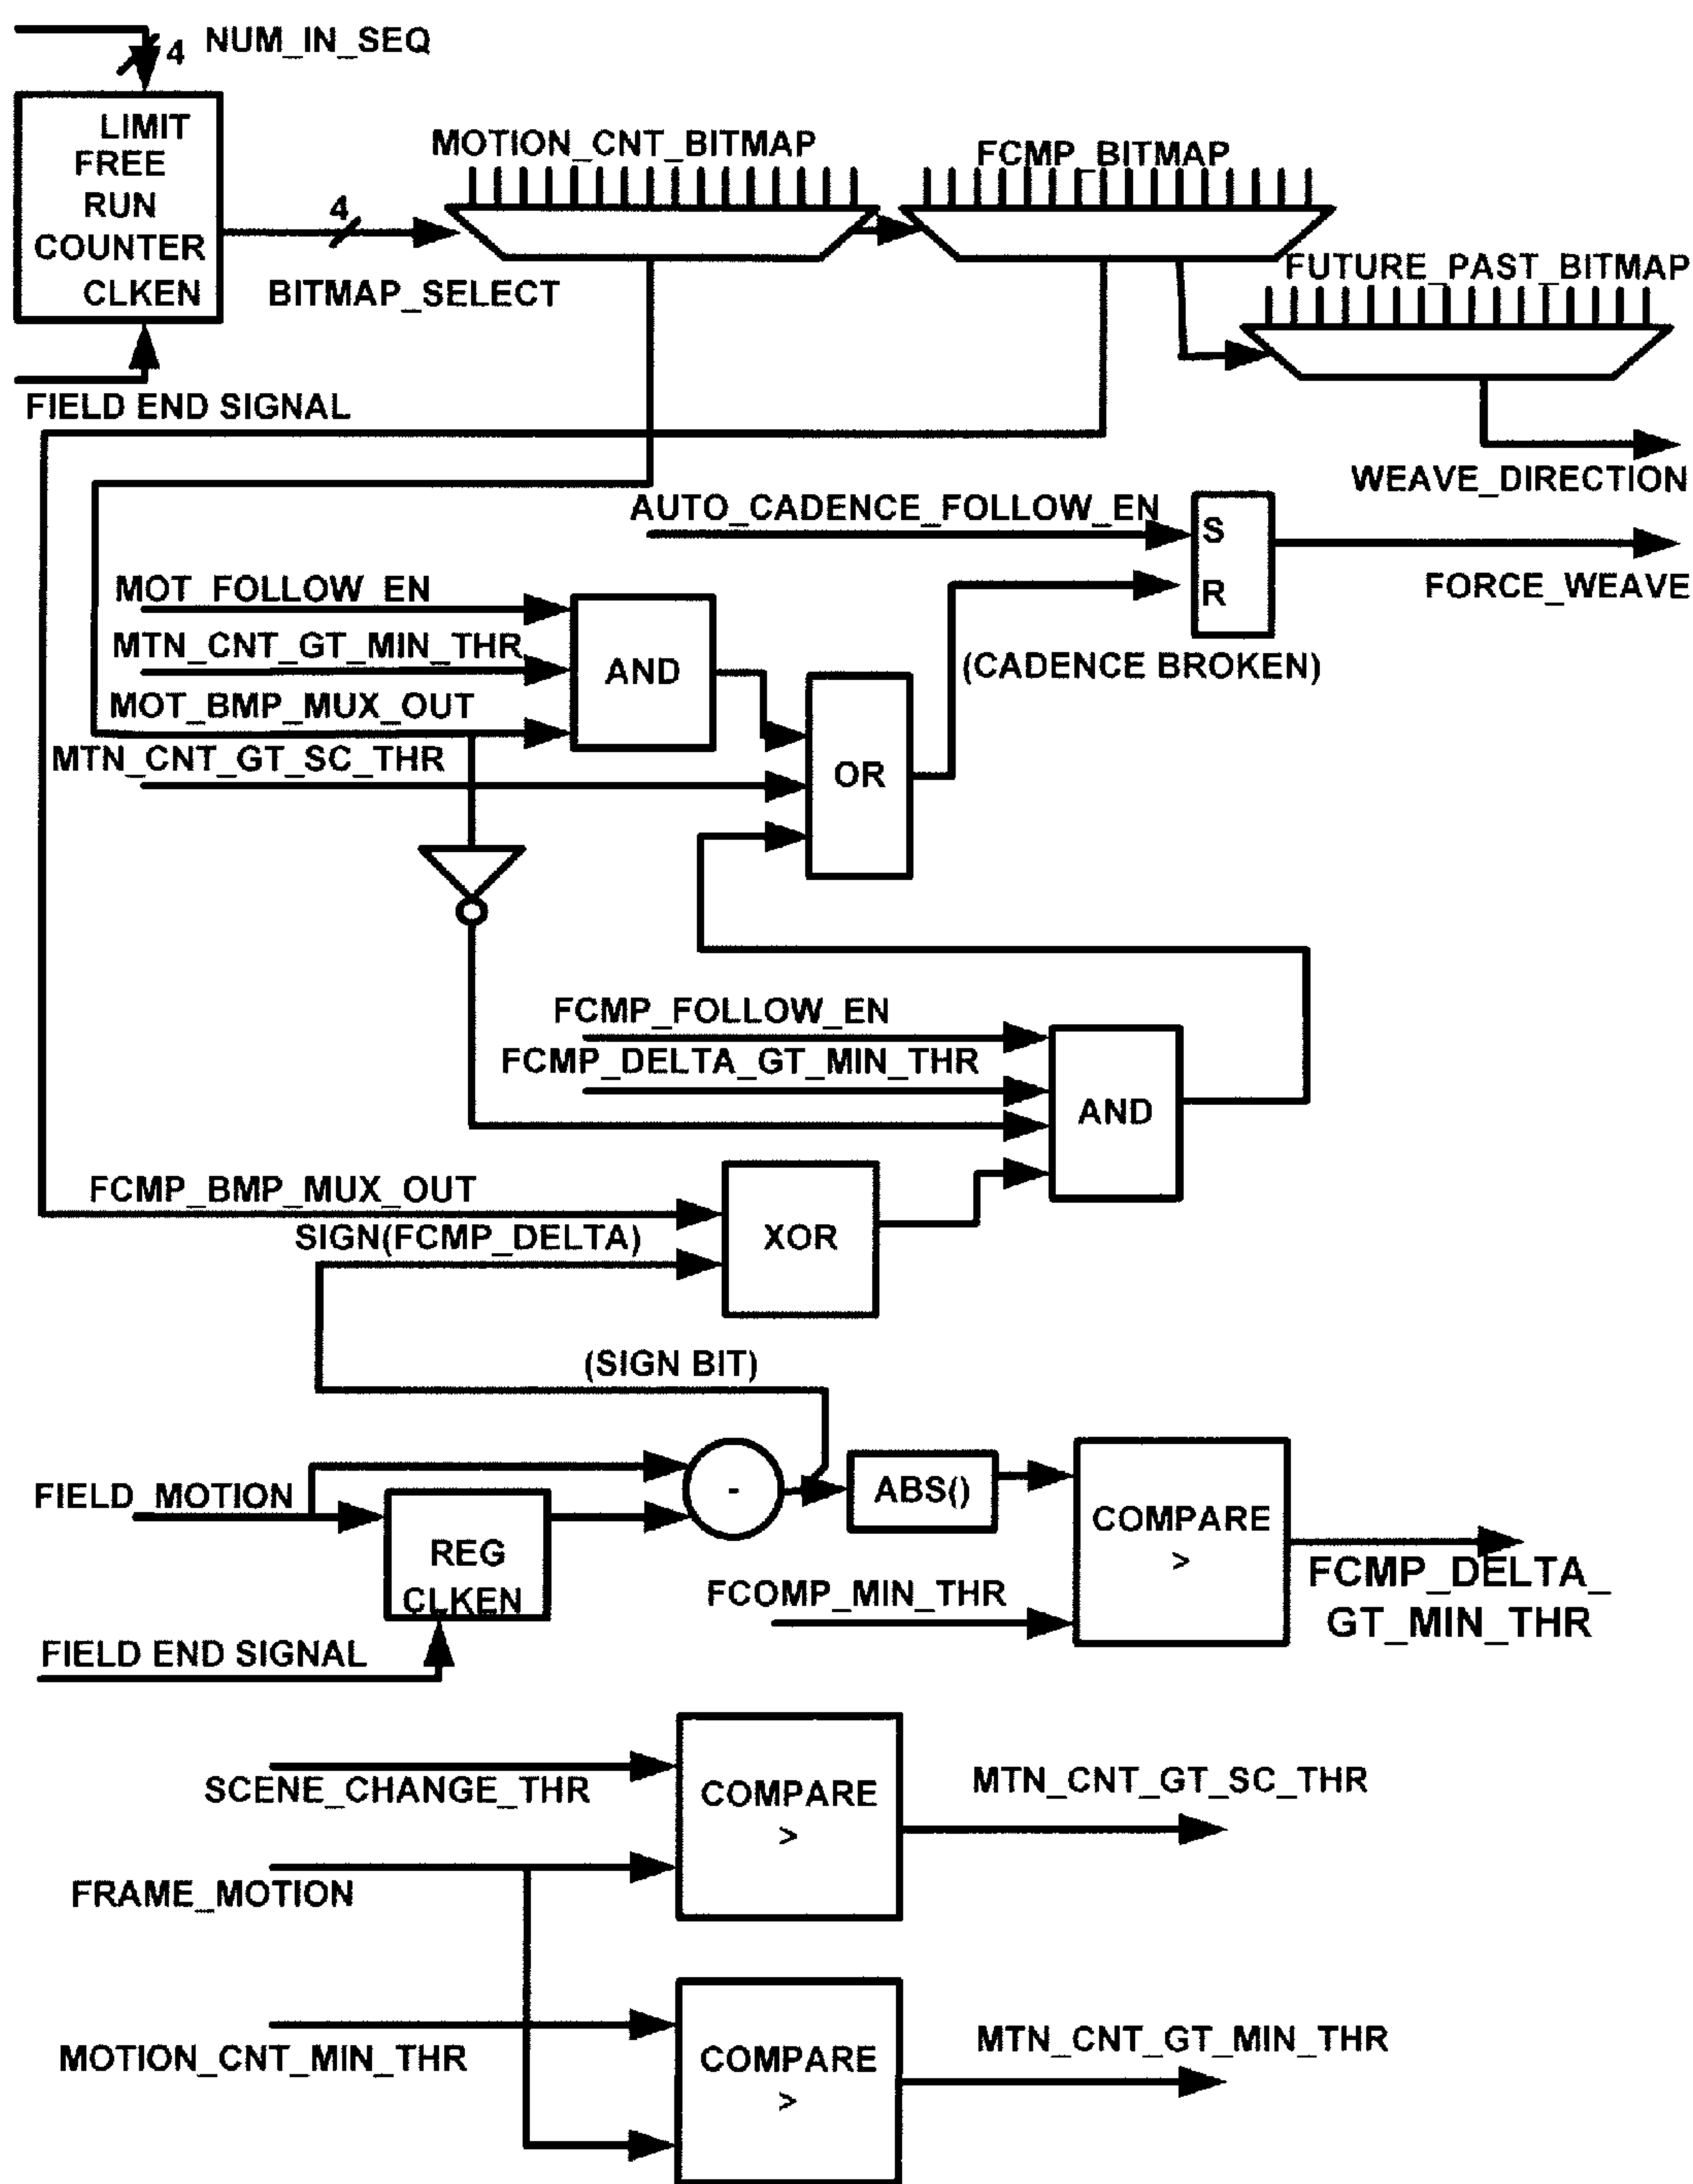 4 NUM_IN_SEQ
LIMIT
FREE
RUN
COUNTER
CLKEN
4
BITMAP_SELECT
MOTION_CNT_BITMAP
FCMP_BITMAP
FUTURE_PAST_BITMAP
FIELD END SIGNAL
WEAVE_DIRECTION
AUTO_CADENCE_FOLLOW_EN
S
R
FORCE_WEAVE
MOT_FOLLOW_EN
MTN_CNT_GT_MIN_THR
MOT_BMP_MUX_OUT
AND
MTN_CNT_GT_SC_THR
OR
(CADENCE BROKEN)
FCMP_FOLLOW_EN
FCMP_DELTA_GT_MIN_THR
AND
FCMP_BMP_MUX_OUT
SIGN(FCMP_DELTA)
XOR
(SIGN BIT)
FIELD_MOTION
REG
CLKEN
-
ABS()
COMPARE
>
FCOMP_MIN_THR
FCMP_DELTA_
GT_MIN_THR
FIELD END SIGNAL
SCENE_CHANGE_THR
COMPARE
>
MTN_CNT_GT_SC_THR
FRAME_MOTION
MOTION_CNT_MIN_THR
COMPARE
>
MTN_CNT_GT_MIN_THR